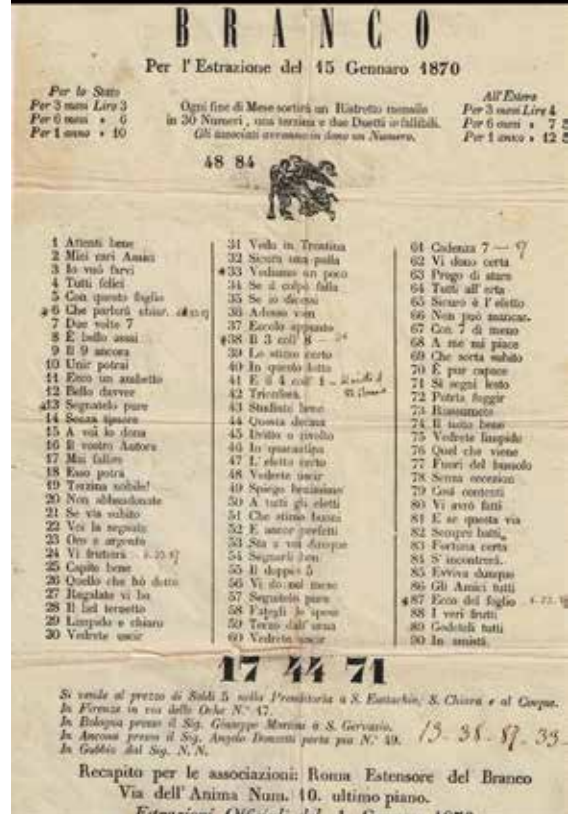 BRANCO
Per l'Estrazione del 15 Gennaro 1870
Per lo Stato
Per 3 mesi Lire 3
Per 6 mesi » 6
Per 1 anno » 10
Ogni fine di Mese sortirà un Ristretto mensile
in 30 Numeri, una terzina e due Duetti infallibili.
Gli associati avranno in dono un Numero.
All'Estero
Per 3 mesi Lire 4
Per 6 mesi » 7 5
Per 1 anno » 12 5
48 84
1 Attenti bene
2 Miei cari Amici
3 Io vuò farvi
4 Tutti felici
5 Con questo foglio
6 Che parlerà chiar.
7 Due volte 7
8 È bello assai
9 Il 9 ancora
10 Unir potrai
11 Ecco un ambetto
12 Bello davver
13 Segnatelo pure
14 Senza
15 A voi lo dona
16 Il vostro Autore
17 Mai fallire
18 Esso potrà
19 Terzina nobile!
20 Non abbandonate
21 Se via subito
22 Voi la segnate
23 Oro e argento
24 Vi frutterà
25 Capite bene
26 Quello che hò detto
27 Regalate vi ho
28 Il bel ternetto
29 Limpido e chiaro
30 Vedrete uscir
31 Vedo in Trentina
32 Sicura una palla
33 Vediamo un poco
34 Se il colpo falla
35 Se io dicessi
36 Adesso vien
37 Eccolo appunto
38 Il 3 coll' 8
39 Lo stimo certo
40 In questo lotto
41 E il 4 coll' 1
42 Tricenberà
43 Studiate bene
44 Questa decina
45 Dritto o rivolto
46 In quarantina
47 L'eletto certo
48 Vedrete uscir
49 Spiego benissimo
50 A tutti gli eletti
51 Che stimo buoni
52 E ancor perfetti
53 Sta a voi dunque
54 Segnarli ben
55 Il doppio 5
56 Vi do nel mese
57 Segnatelo pure
58 Fategli le spese
59 Terzo dall' urna
60 Vedrete uscir
61 Cadenza 7
62 Vi dono certa
63 Prego di stare
64 Tutti all' erta
65 Sicuro è l' eletto
66 Non può mancar.
67 Con 7 di meno
68 A me mi piace
69 Che sorta subito
70 È pur capace
71 Si segni lesto
72 Potria fuggir
73 Riassumete
74 Il tutto bene
75 Vedrete limpido
76 Quel che viene
77 Fuori del bussolo
78 Senza eccezion
79 Così contenti
80 Vi avrò fatti
81 E se questa via
82 Sempre batti
83 Fortuna certa
84 S' incontrerà.
85 Evviva dunque
86 Gli Amici tutti
87 Ecco del foglio
88 I veri frutti
89 Godeteli tutti
90 In amistà.
17 44 71
Si vende al prezzo di Soldi 5 nella Prenditoria a S. Eustachio, S. Chiara e al Cinque.
In Firenze in via delle Oche N.° 47.
In Bologna presso il Sig. Giuseppe a S. Gervasio.
In Ancona presso il Sig. Angelo Donzetti porta pia N.° 49.
In Gubbio dal Sig. N. N.
13 - 38 - 87 - 33 -
Recapito per le associazioni: Roma Estensore del Branco
Via dell'Anima Num. 10. ultimo piano.